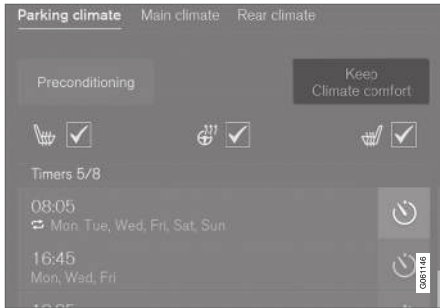 Parking climate Main climate Rear climate
Preconditioning
Keep
Climate comfort
Timers 5/8
08:05
Mon, Tue, Wed, Fri, Sat, Sun
16:45
Mon, Wed, Fri
G061146